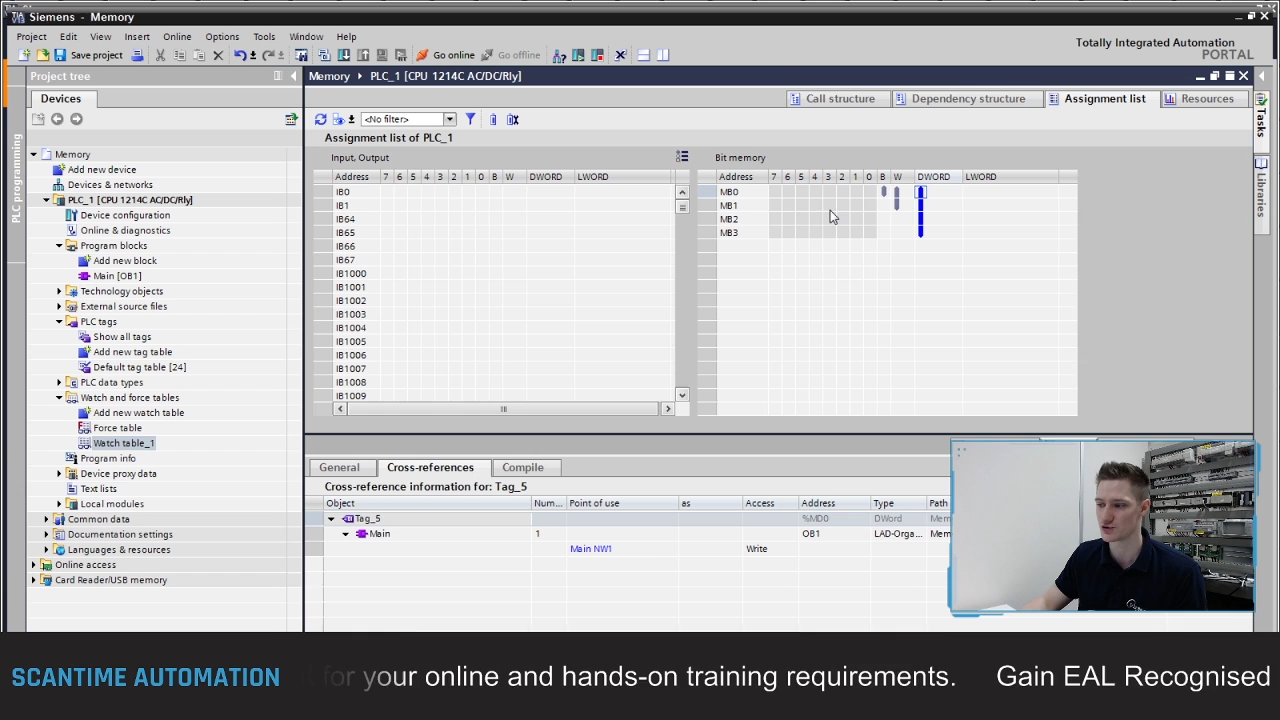 Siemens - Memory
Project Edit View Insert Online Options Tools Window Help
Totally Integrated Automation
PORTAL
Save project Go online Go offline
Project tree
Memory PLC_1 [CPU 1214C AC/DC/Rly]
Devices
Call structure Dependency structure Assignment list Resources
<No filter>
Assignment list of PLC_1
PLC programming
Tasks
Libraries
Memory
Add new device
Devices & networks
PLC_1 [CPU 1214C AC/DC/Rly]
Device configuration
Online & diagnostics
Program blocks
Add new block
Main [OB1]
Technology objects
External source files
PLC tags
Show all tags
Add new tag table
Default tag table [24]
PLC data types
Watch and force tables
Add new watch table
Force table
Watch table_1
Program info
Device proxy data
Text lists
Local modules
Common data
Documentation settings
Languages & resources
Online access
Card Reader/USB memory
Input, Output
Address 7 6 5 4 3 2 1 0 B W DWORD LWORD
IB0
IB1
IB64
IB65
IB66
IB67
IB1000
IB1001
IB1002
IB1003
IB1004
IB1005
IB1006
IB1007
IB1008
IB1009
Bit memory
Address 7 6 5 4 3 2 1 0 B W DWORD LWORD
MB0
MB1
MB2
MB3
General Cross-references Compile
Cross-reference information for: Tag_5
Object Num... Point of use as Access Address Type Path
Tag_5 %MD0 DWord Mem
Main 1 OB1 LAD-Orga... Mem
Main NW1 Write
SCANTIME AUTOMATION for your online and hands-on training requirements. Gain EAL Recognised